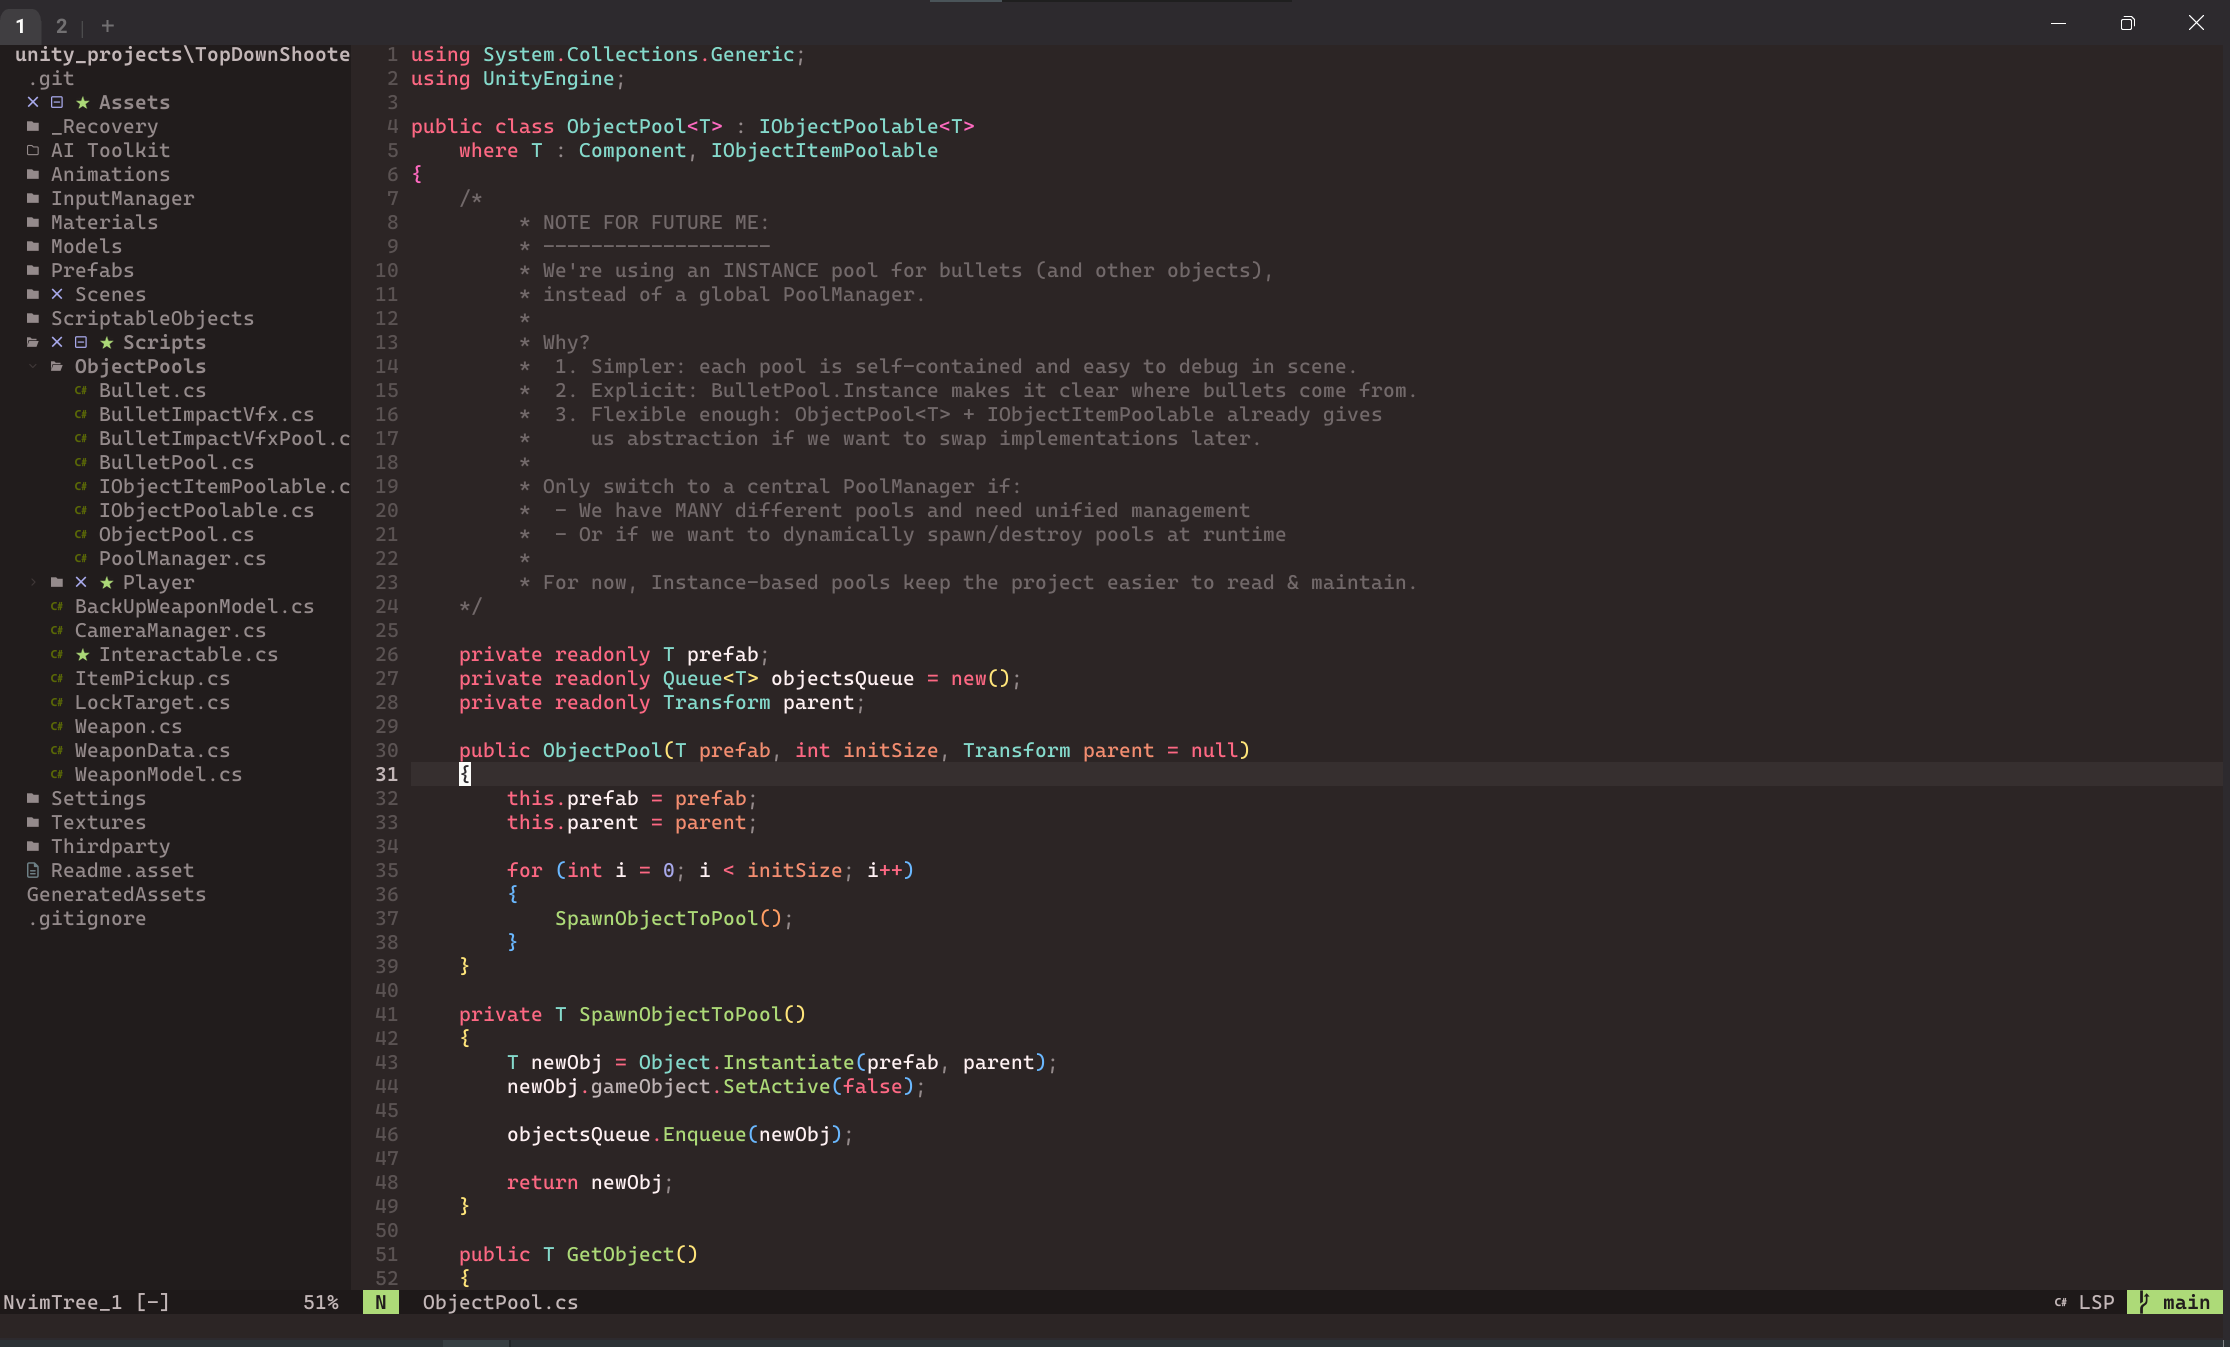 1 2 +
unity_projects\TopDownShoote
.git
Assets
_Recovery
AI Toolkit
Animations
InputManager
Materials
Models
Prefabs
Scenes
ScriptableObjects
Scripts
ObjectPools
C# Bullet.cs
C# BulletImpactVfx.cs
C# BulletImpactVfxPool.c
C# BulletPool.cs
C# IObjectItemPoolable.c
C# IObjectPoolable.cs
C# ObjectPool.cs
C# PoolManager.cs
Player
C# BackUpWeaponModel.cs
C# CameraManager.cs
C# ★ Interactable.cs
C# ItemPickup.cs
C# LockTarget.cs
C# Weapon.cs
C# WeaponData.cs
C# WeaponModel.cs
Settings
Textures
Thirdparty
Readme.asset
GeneratedAssets
.gitignore
1 using System.Collections.Generic;
2 using UnityEngine;
3
4 public class ObjectPool<T> : IObjectPoolable<T>
5     where T : Component, IObjectItemPoolable
6 {
7     /*
8          * NOTE FOR FUTURE ME:
9          * -------------------
10          * We're using an INSTANCE pool for bullets (and other objects),
11          * instead of a global PoolManager.
12          *
13          * Why?
14          *  1. Simpler: each pool is self-contained and easy to debug in scene.
15          *  2. Explicit: BulletPool.Instance makes it clear where bullets come from.
16          *  3. Flexible enough: ObjectPool<T> + IObjectItemPoolable already gives
17          *     us abstraction if we want to swap implementations later.
18          *
19          * Only switch to a central PoolManager if:
20          *  - We have MANY different pools and need unified management
21          *  - Or if we want to dynamically spawn/destroy pools at runtime
22          *
23          * For now, Instance-based pools keep the project easier to read & maintain.
24     */
25
26     private readonly T prefab;
27     private readonly Queue<T> objectsQueue = new();
28     private readonly Transform parent;
29
30     public ObjectPool(T prefab, int initSize, Transform parent = null)
31     {
32         this.prefab = prefab;
33         this.parent = parent;
34
35         for (int i = 0; i < initSize; i++)
36         {
37             SpawnObjectToPool();
38         }
39     }
40
41     private T SpawnObjectToPool()
42     {
43         T newObj = Object.Instantiate(prefab, parent);
44         newObj.gameObject.SetActive(false);
45
46         objectsQueue.Enqueue(newObj);
47
48         return newObj;
49     }
50
51     public T GetObject()
52     {
NvimTree_1 [-] 51% N ObjectPool.cs C# LSP main